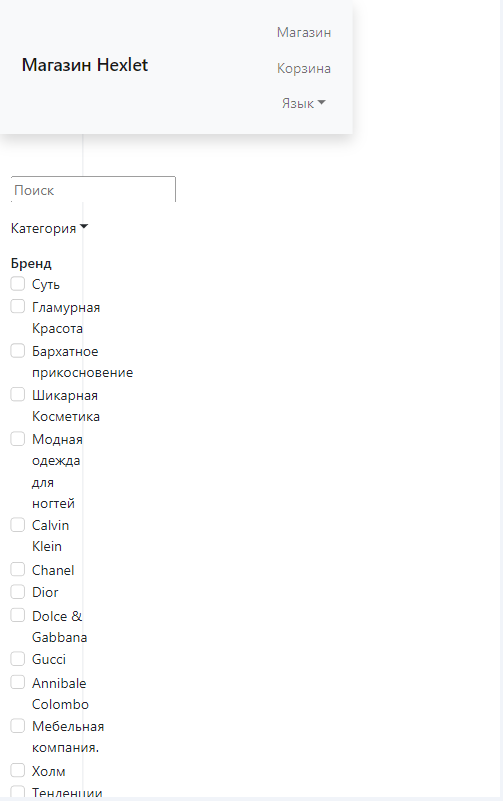 Магазин
Магазин Hexlet
Корзина
Язык
Поиск
Категория
Бренд
Суть
Гламурная
Красота
Бархатное
прикосновение
Шикарная
Косметика
Модная
одежда
для
ногтей
Calvin
Klein
Chanel
Dior
Dolce &
Gabbana
Gucci
Annibale
Colombo
Мебельная
компания.
Холм
Тенденции